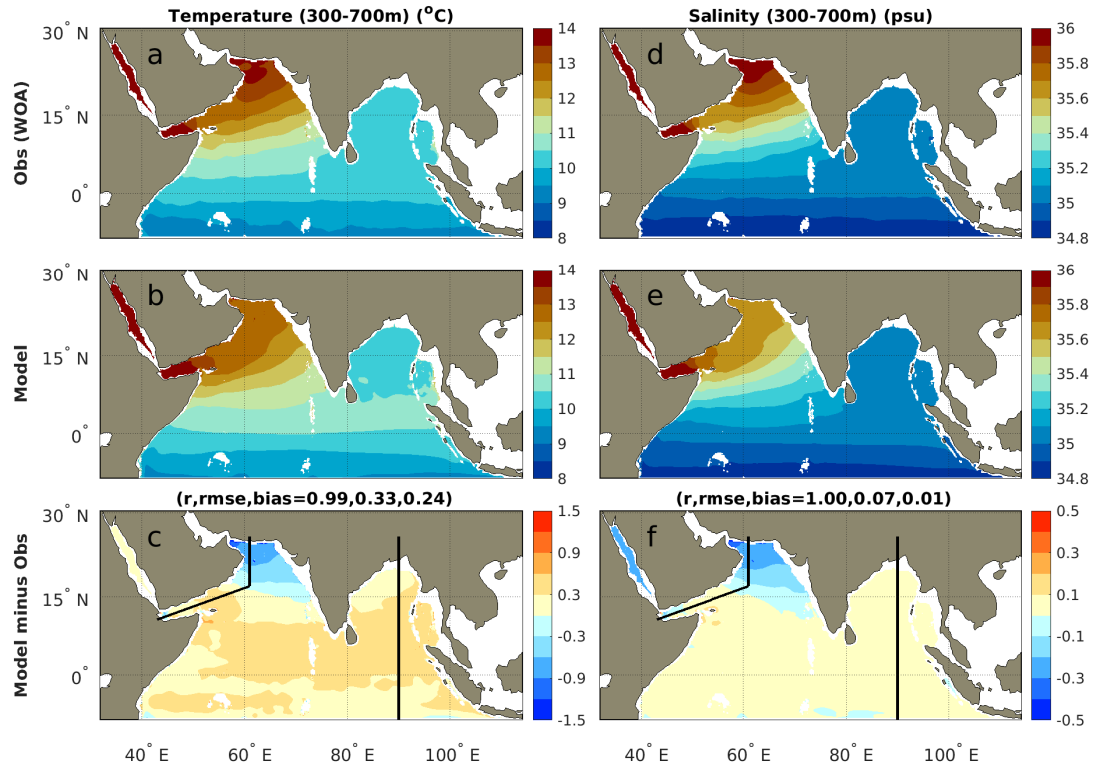 Temperature (300-700m) (°C)
Salinity (300-700m) (psu)
Obs (WOA)
30° N
15° N
0°
a
14
13
12
11
10
9
8
d
36
35.8
35.6
35.4
35.2
35
34.8
Model
30° N
15° N
0°
b
14
13
12
11
10
9
8
e
36
35.8
35.6
35.4
35.2
35
34.8
(r,rmse,bias=0.99,0.33,0.24)
(r,rmse,bias=1.00,0.07,0.01)
Model minus Obs
30° N
15° N
0°
c
1.5
0.9
0.3
-0.3
-0.9
-1.5
f
0.5
0.3
0.1
-0.1
-0.3
-0.5
40° E
60° E
80° E
100° E
40° E
60° E
80° E
100° E